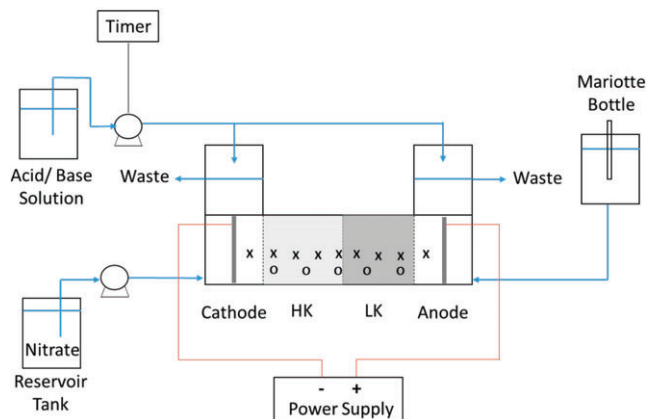 Timer
Mariotte
Bottle
Acid/ Base
Solution
Waste
Waste
x x x x x x x x
o o o o o
Cathode HK LK Anode
Nitrate
Reservoir
Tank
- +
Power Supply